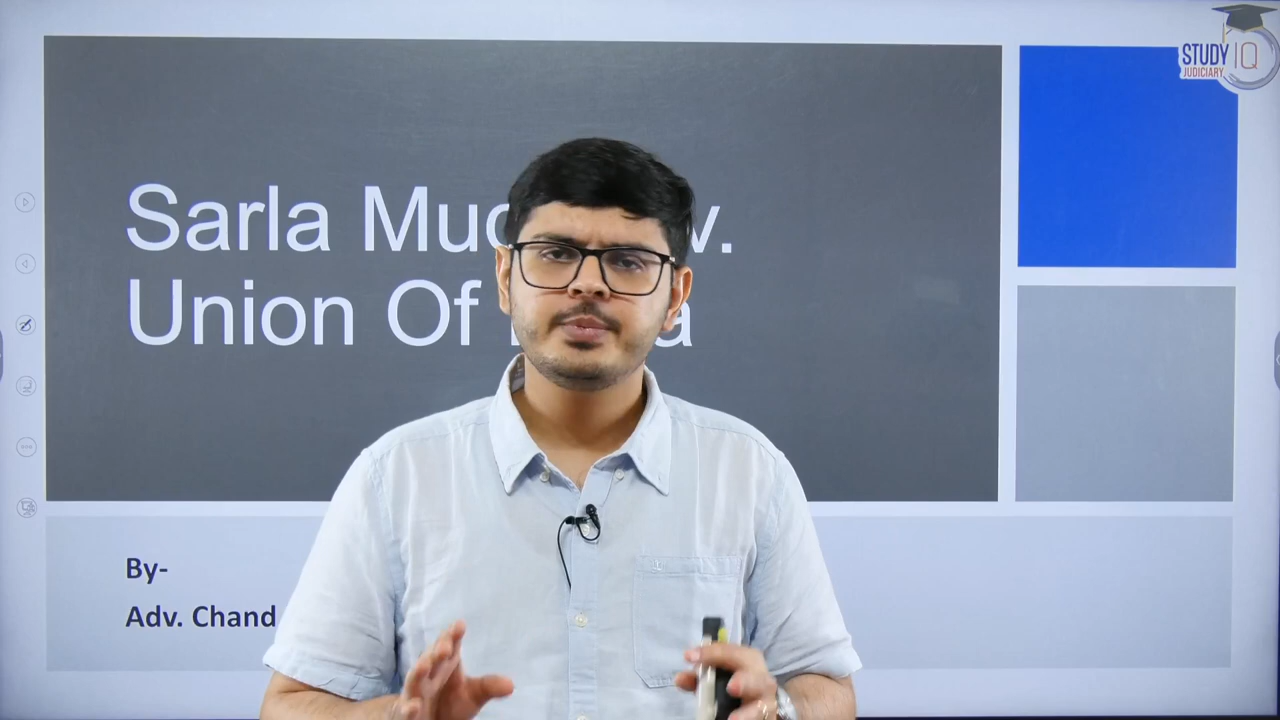 Sarla Mu v.
Union Of
By-
Adv. Chand
STUDY IQ
JUDICIARY